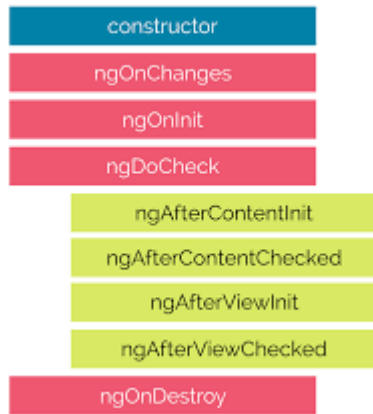 constructor
ngOnChanges
ngOnInit
ngDoCheck
ngAfterContentInit
ngAfterContentChecked
ngAfterViewInit
ngAfterViewChecked
ngOnDestroy